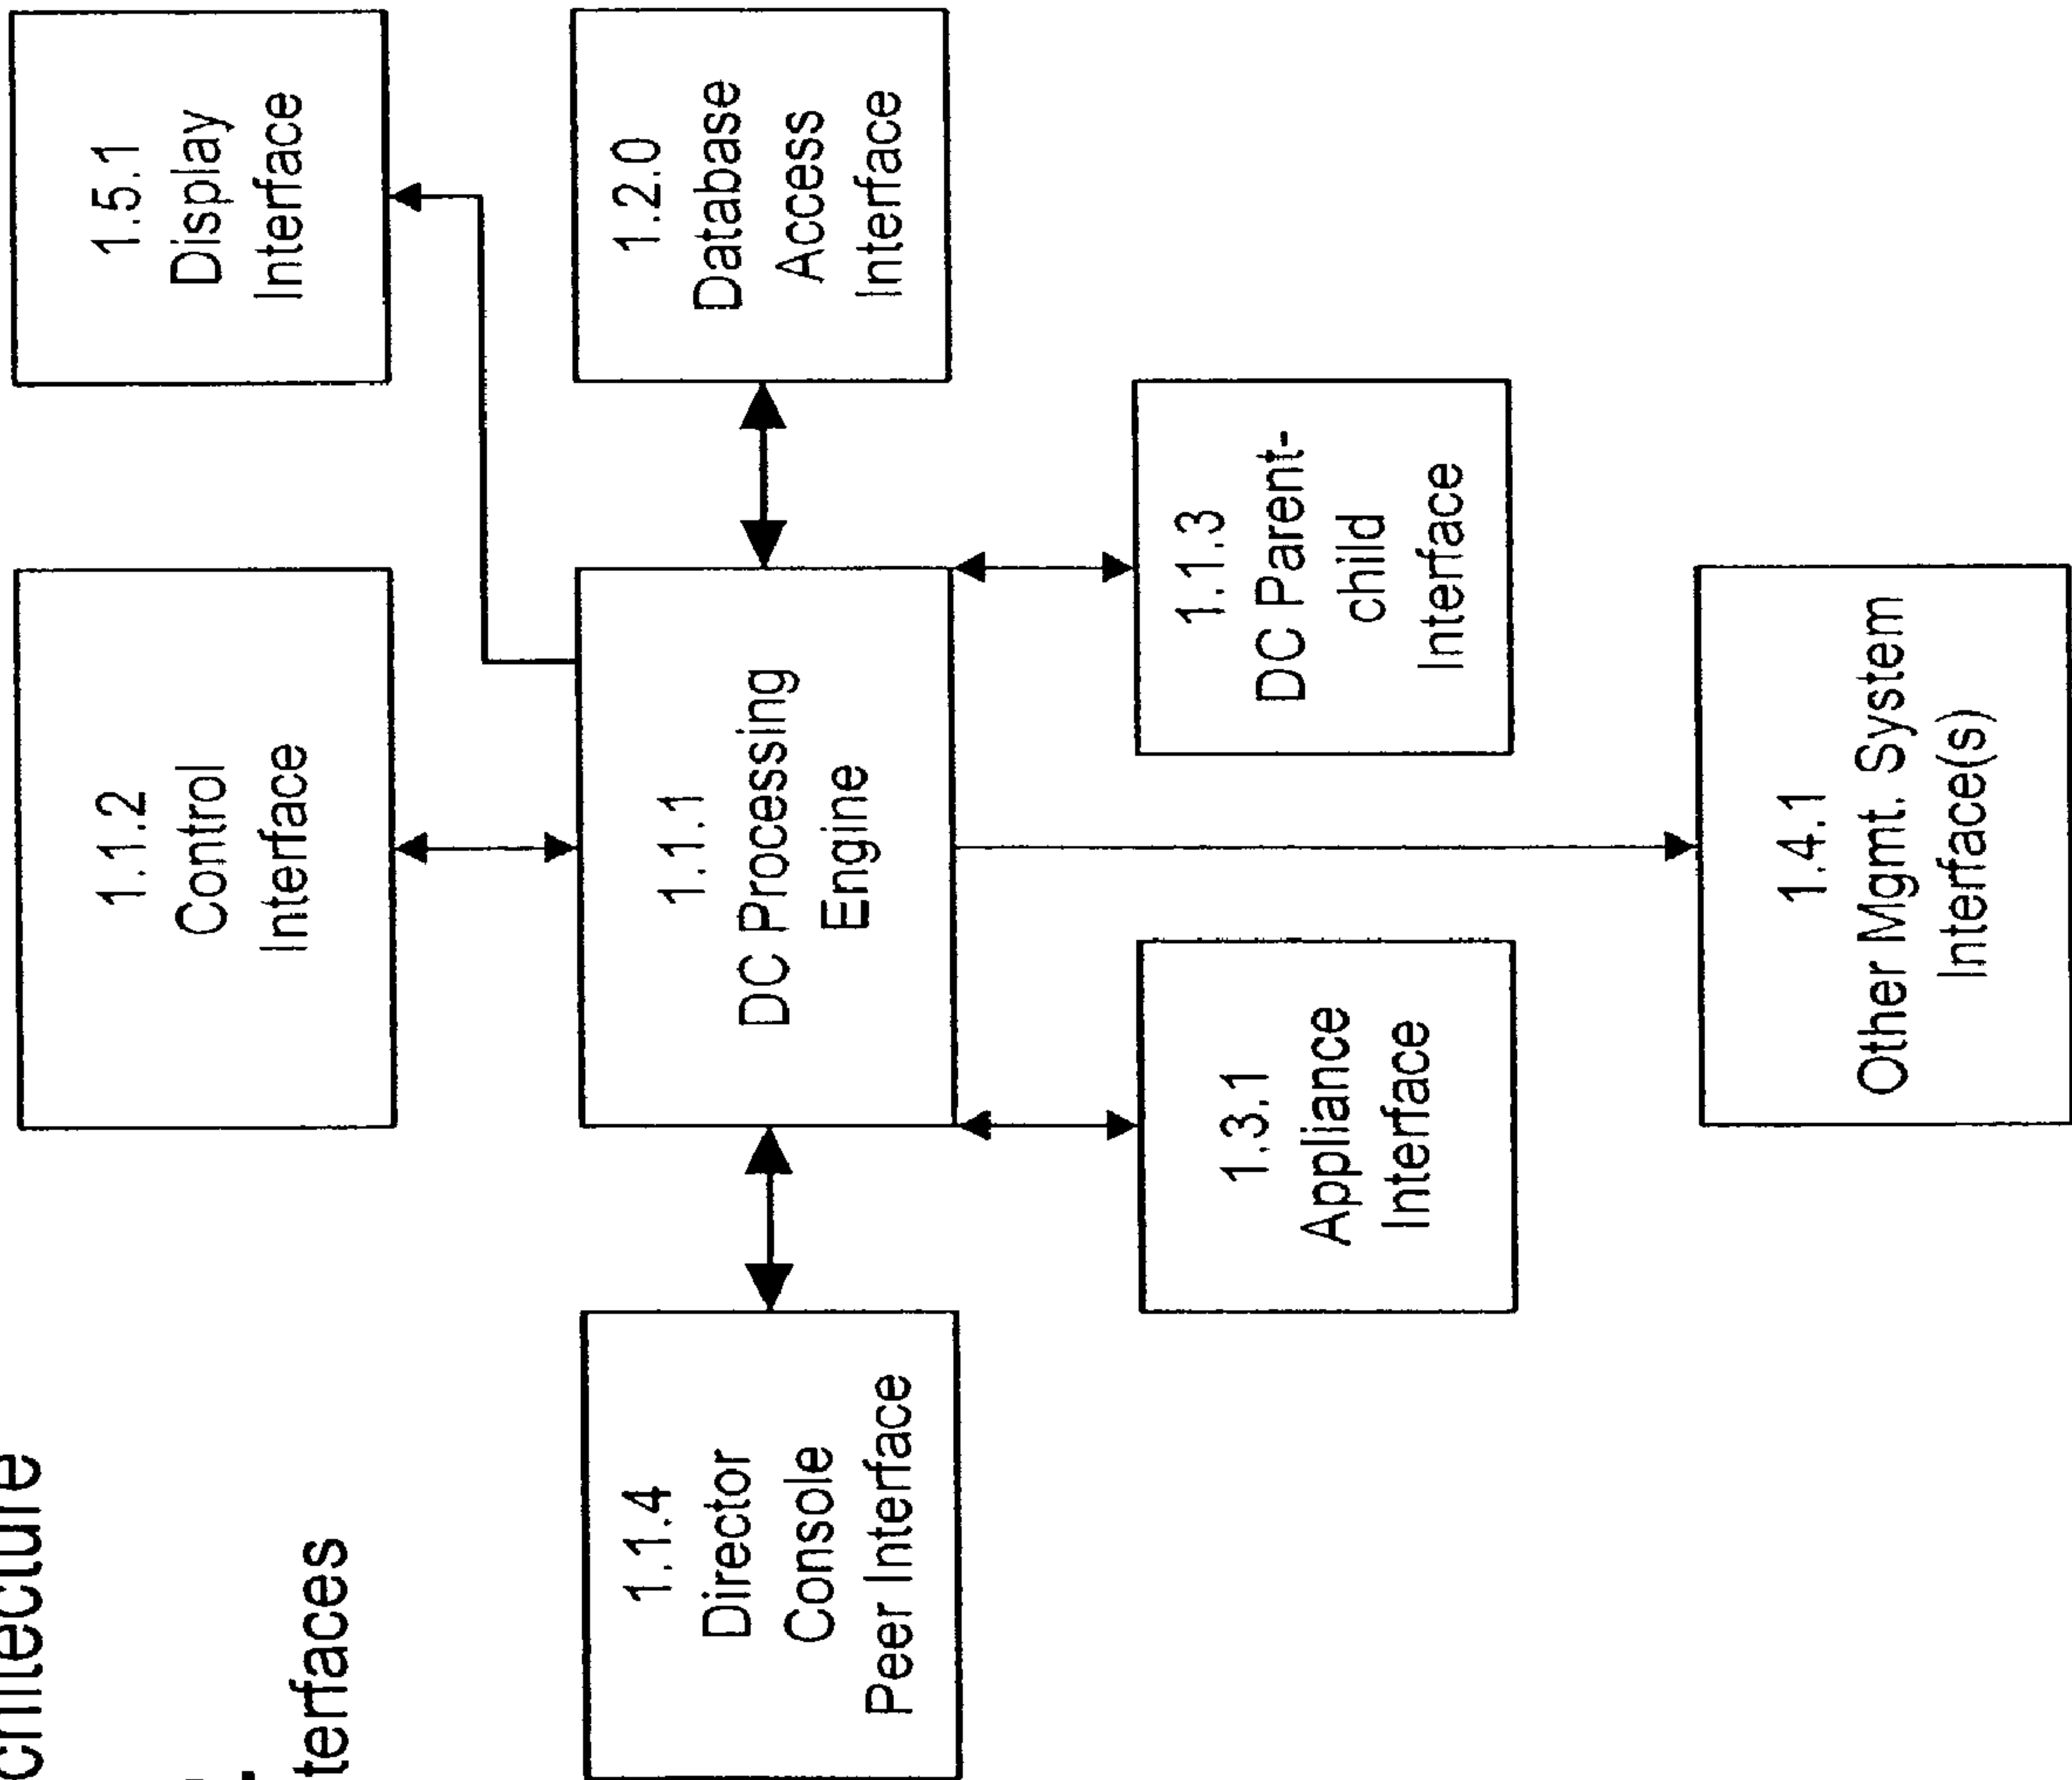 chitecture
terfaces
1.1.2
Control
Interface
1.5.1
Display
Interface
1.1.4
Director
Console
Peer Interface
1.1.1
DC Processing
Engine
1.2.0
Database
Access
Interface
1.3.1
Appliance
Interface
1.1.3
DC Parent-
child
Interface
1.4.1
Other Mgmt. System
Interface(s)